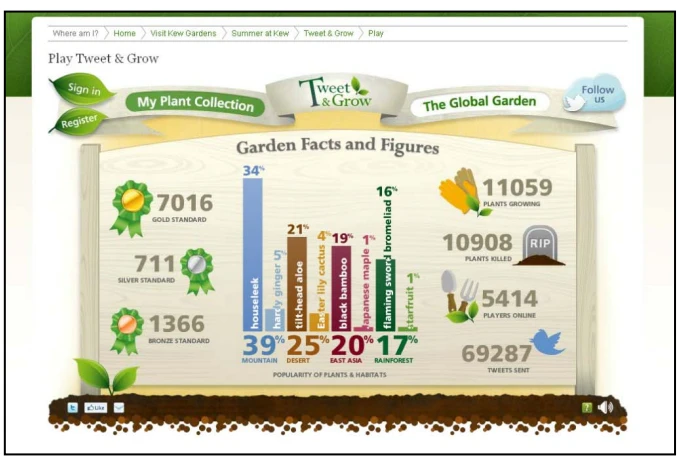 Where am I? Home Visit Kew Gardens Summer at Kew Tweet & Grow Play
Play Tweet & Grow
Sign in
Register
My Plant Collection
Tweet
& Grow
The Global Garden
Follow
us
Garden Facts and Figures
7016
GOLD STANDARD
711
SILVER STANDARD
1366
BRONZE STANDARD
34%
houseleek
5%
hardy ginger
21%
tilt-head aloe
4%
Easter lily cactus
19%
black bamboo
1%
Japanese maple
16%
flaming sword bromeliad
1%
starfruit
39% 25% 20% 17%
MOUNTAIN DESERT EAST ASIA RAINFOREST
POPULARITY OF PLANTS & HABITATS
11059
PLANTS GROWING
10908
PLANTS KILLED
RIP
5414
PLAYERS ONLINE
69287
TWEETS SENT
t Like
?